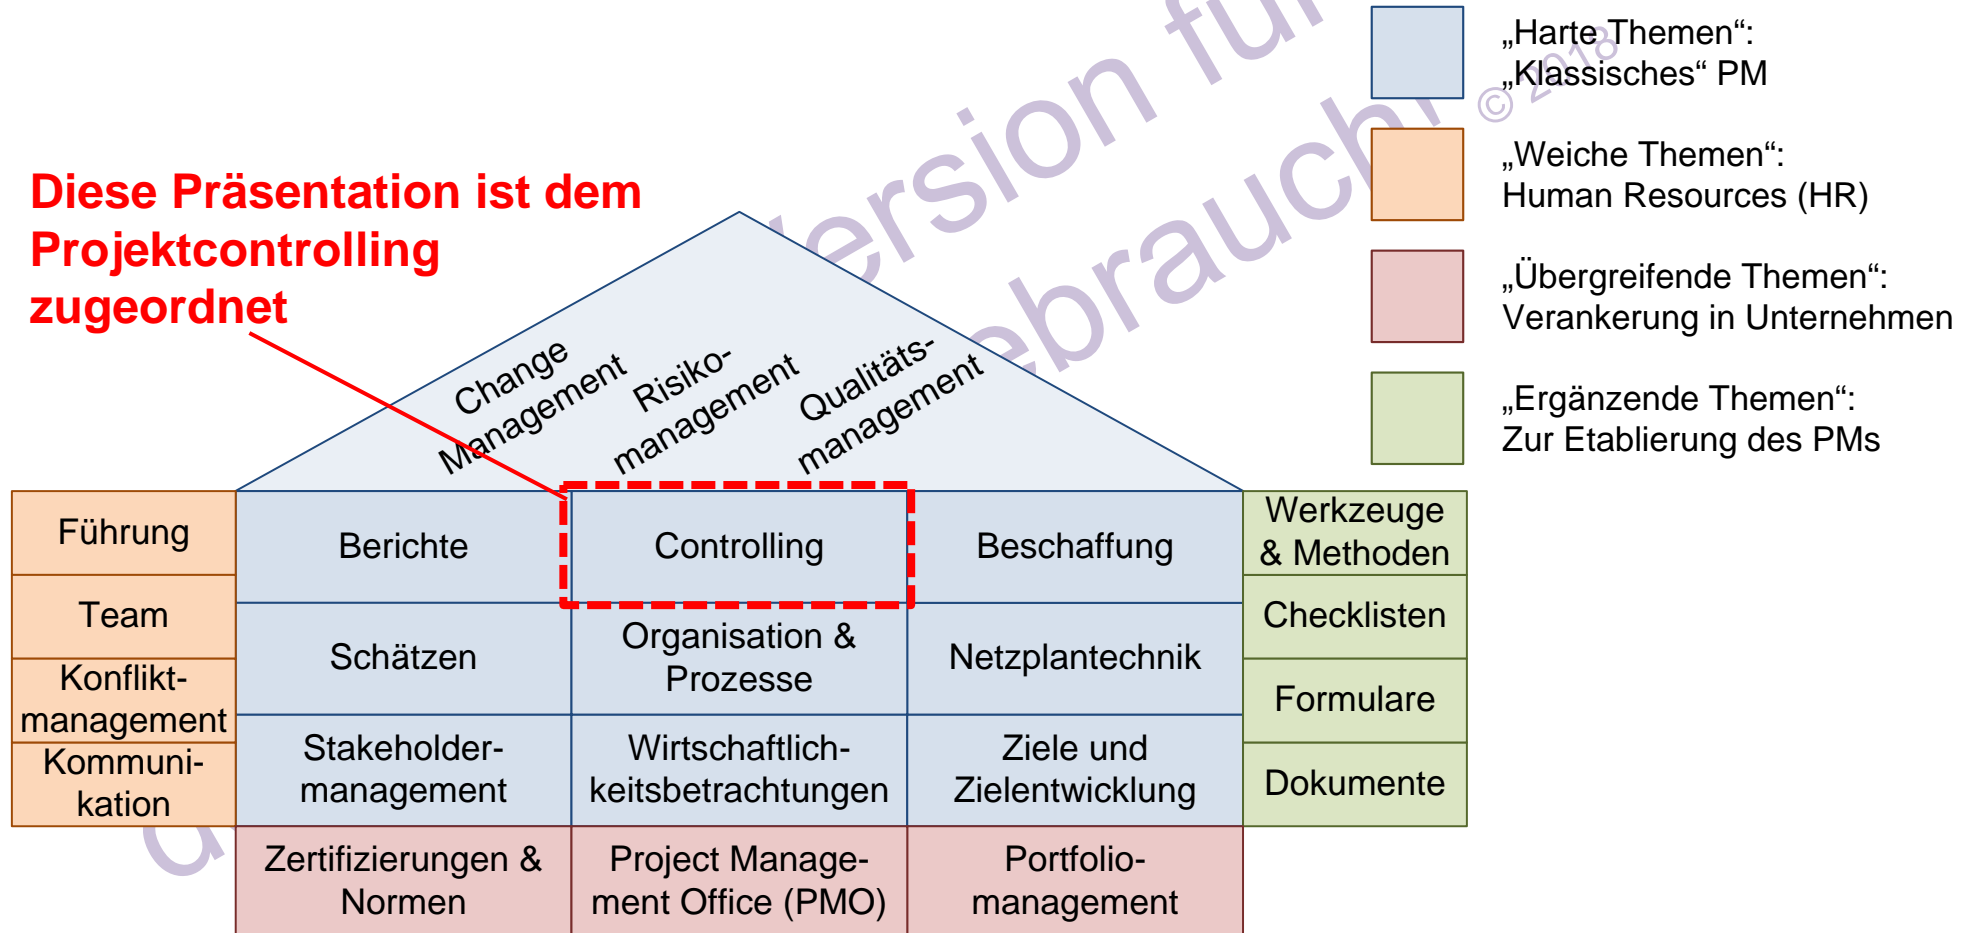 „Harte Themen“:
„Klassisches“ PM
„Weiche Themen“:
Human Resources (HR)
„Übergreifende Themen“:
Verankerung in Unternehmen
„Ergänzende Themen“:
Zur Etablierung des PMs
© 2018
Diese Präsentation ist dem
Projektcontrolling
zugeordnet
Change
Management
Risiko-
management
Qualitäts-
management
Führung
Team
Konflikt-
management
Kommuni-
kation
Berichte
Controlling
Beschaffung
Schätzen
Organisation &
Prozesse
Netzplantechnik
Stakeholder-
management
Wirtschaftlich-
keitsbetrachtungen
Ziele und
Zielentwicklung
Zertifizierungen &
Normen
Project Manage-
ment Office (PMO)
Portfolio-
management
Werkzeuge
& Methoden
Checklisten
Formulare
Dokumente